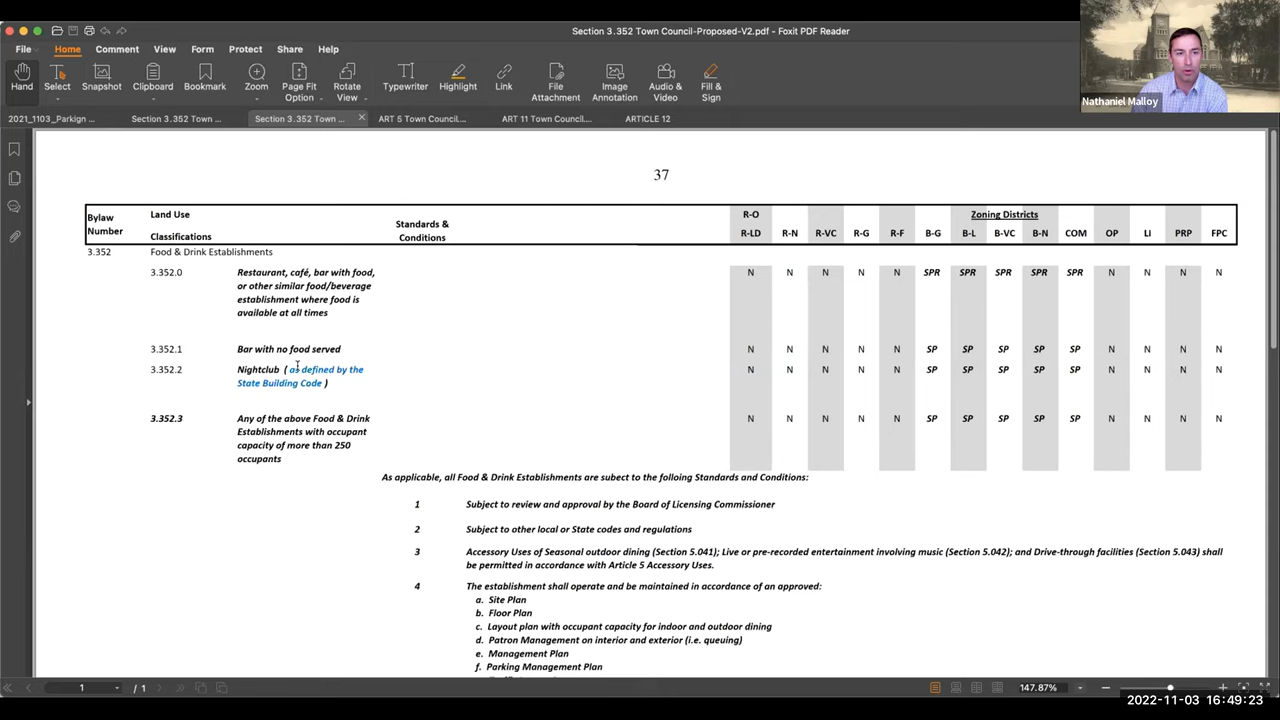 Section 3.352 Town Council-Proposed-V2.pdf - Foxit PDF Reader
File Home Comment View Form Protect Share Help
Hand Select Snapshot Clipboard Bookmark Zoom Page Fit Option Rotate View Typewriter Highlight Link File Attachment Image Annotation Audio & Video Fill & Sign
Nathaniel Malloy
2021_1103_Parkign ... Section 3.352 Town ... Section 3.352 Town ... ART 5 Town Council.... ART 11 Town Council.... ARTICLE 12
37
Bylaw Number Land Use Classifications Standards & Conditions Zoning Districts
R-O
R-LD R-N R-VC R-G R-F B-G B-L B-VC B-N COM OP LI PRP FPC
3.352 Food & Drink Establishments
3.352.0 Restaurant, café, bar with food, N N N N N SPR SPR SPR SPR SPR N N N N
or other similar food/beverage
establishment where food is
available at all times
3.352.1 Bar with no food served N N N N N SP SP SP SP SP N N N N
3.352.2 Nightclub ( as defined by the N N N N N SP SP SP SP SP N N N N
State Building Code )
3.352.3 Any of the above Food & Drink N N N N N SP SP SP SP SP N N N N
Establishments with occupant
capacity of more than 250
occupants
As applicable, all Food & Drink Establishments are subect to the folloing Standards and Conditions:
1 Subject to review and approval by the Board of Licensing Commissioner
2 Subject to other local or State codes and regulations
3 Accessory Uses of Seasonal outdoor dining (Section 5.041); Live or pre-recorded entertainment involving music (Section 5.042); and Drive-through facilities (Section 5.043) shall
be permitted in accordance with Article 5 Accessory Uses.
4 The establishment shall operate and be maintained in accordance of an approved:
a. Site Plan
b. Floor Plan
c. Layout plan with occupant capacity for indoor and outdoor dining
d. Patron Management on interior and exterior (i.e. queuing)
e. Management Plan
f. Parking Management Plan
1 / 1 147.87%
2022-11-03 16:49:23